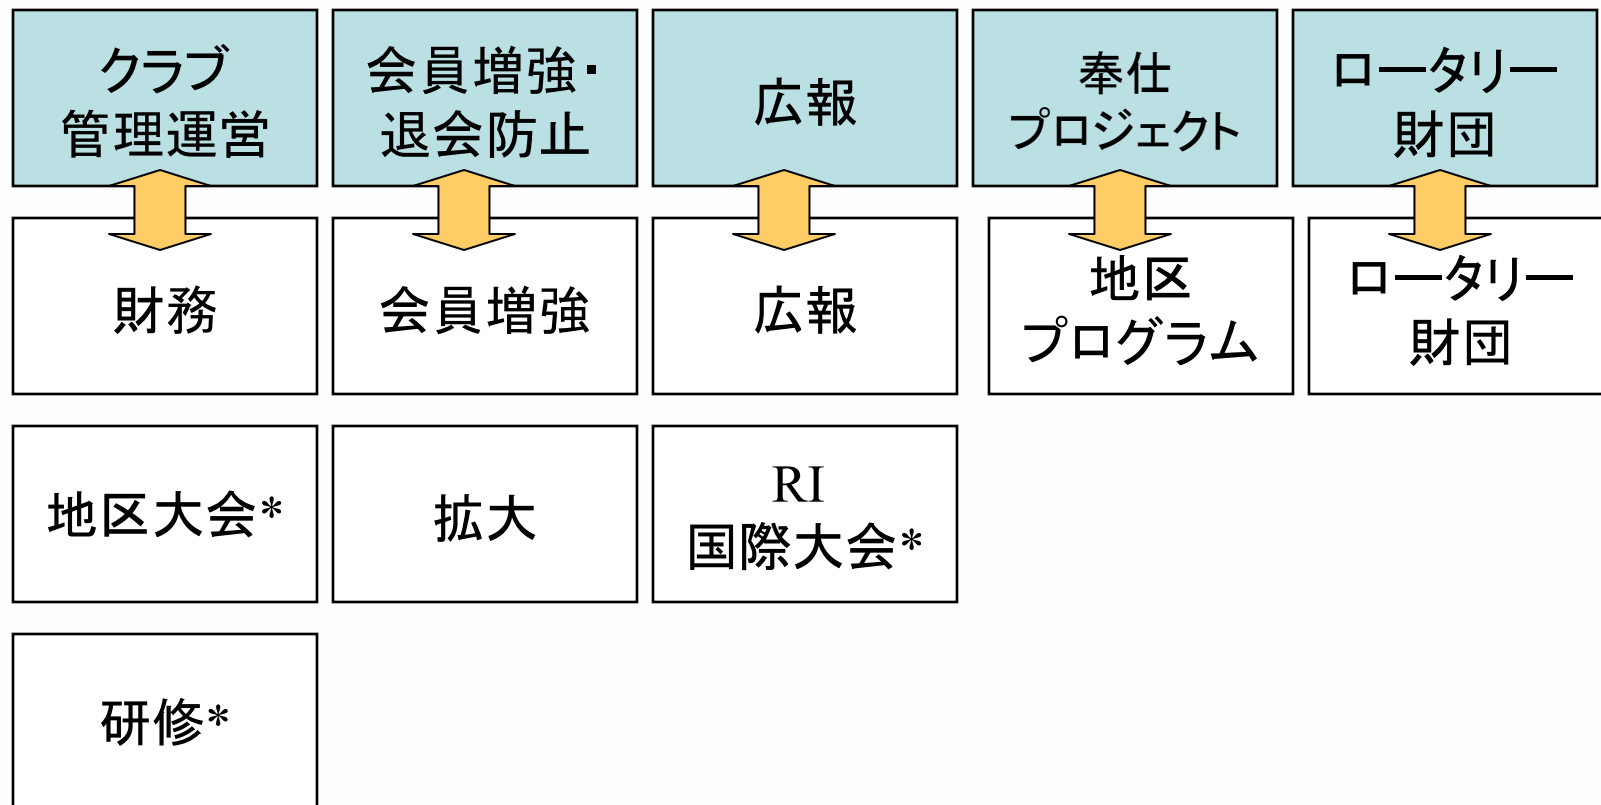 クラブ
管理運営
会員増強・
退会防止
広報
奉仕
プロジェクト
ロータリー
財団
財務
会員増強
広報
地区
プログラム
ロータリー
財団
地区大会*
拡大
RI
国際大会*
研修*